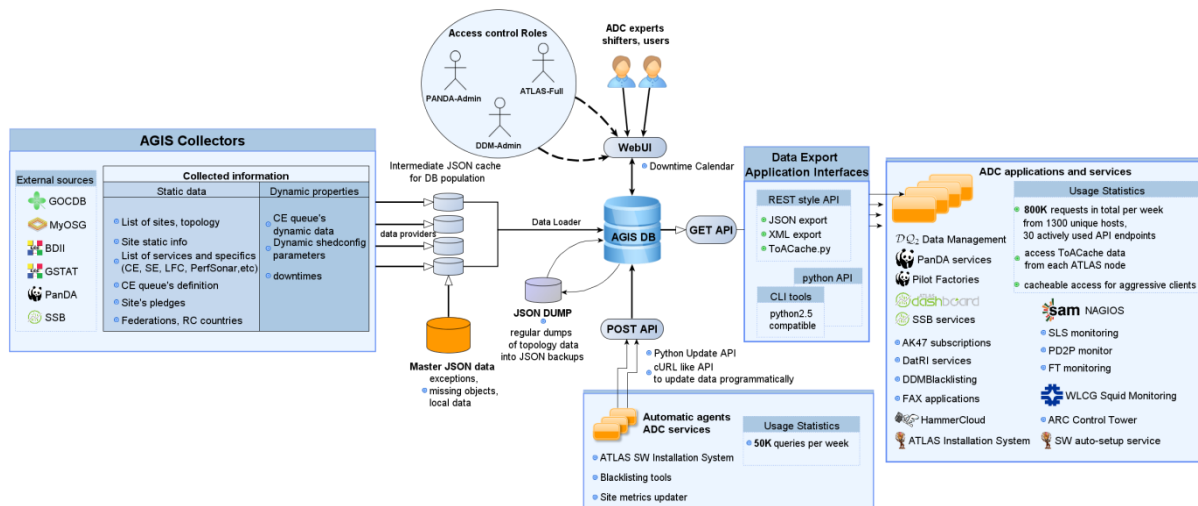 Access control Roles
PANDA-Admin
ATLAS-Full
DDM-Admin
ADC experts
shifters, users
WebUI
Downtime Calendar
AGIS Collectors
External sources
GOCDB
MyOSG
BDII
GSTAT
PanDA
SSB
Collected information
Static data
List of sites, topology
Site static info
List of services and specifics
(CE, SE, LFC, PerfSonar,etc)
CE queue's definition
Site's pledges
Federations, RC countries
Dynamic properties
CE queue's
dynamic data
Dynamic shedconfig
parameters
downtimes
data providers
Intermediate JSON cache
for DB population
Data Loader
Master JSON data
exceptions,
missing objects,
local data
AGIS DB
JSON DUMP
regular dumps
of topology data
into JSON backups
GET API
POST API
Python Update API
cURL like API
to update data programmatically
Automatic agents
ADC services
ATLAS SW Installation System
Blacklisting tools
Site metrics updater
Usage Statistics
50K queries per week
Data Export
Application Interfaces
REST style API
JSON export
XML export
ToACache.py
python API
CLI tools
python2.5
compatible
ADC applications and services
Usage Statistics
800K requests in total per week
from 1300 unique hosts,
30 actively used API endpoints
access ToACache data
from each ATLAS node
cacheable access for aggressive clients
DQ2 Data Management
PanDA services
Pilot Factories
dashboard
SSB services
AK47 subscriptions
DatRI services
DDMBlacklisting
FAX applications
HammerCloud
ATLAS Installation System
sam NAGIOS
SLS monitoring
PD2P monitor
FT monitoring
WLCG Squid Monitoring
ARC Control Tower
SW auto-setup service